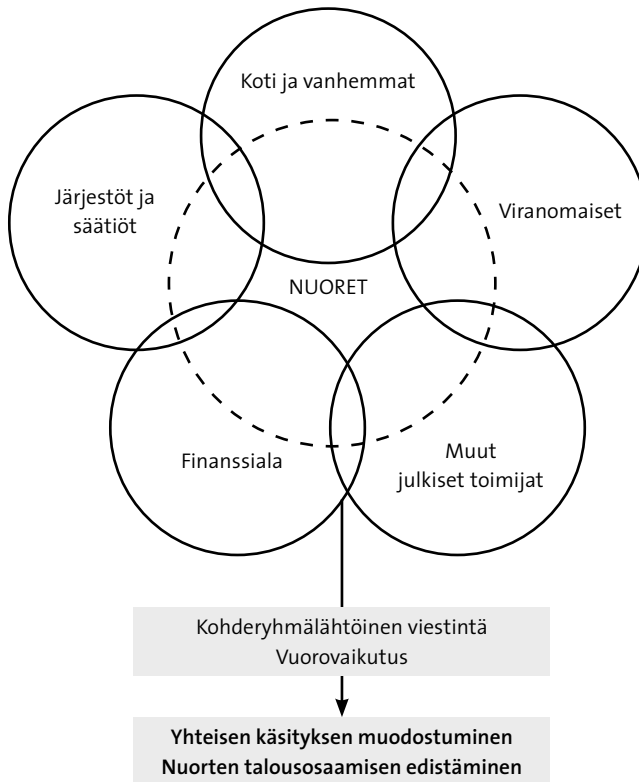 Koti ja vanhemmat
Järjestöt ja
säätiöt
Viranomaiset
NUORET
Finanssiala
Muut
julkiset toimijat
Kohderyhmälähtöinen viestintä
Vuorovaikutus
Yhteisen käsityksen muodostuminen
Nuorten talousosaamisen edistäminen